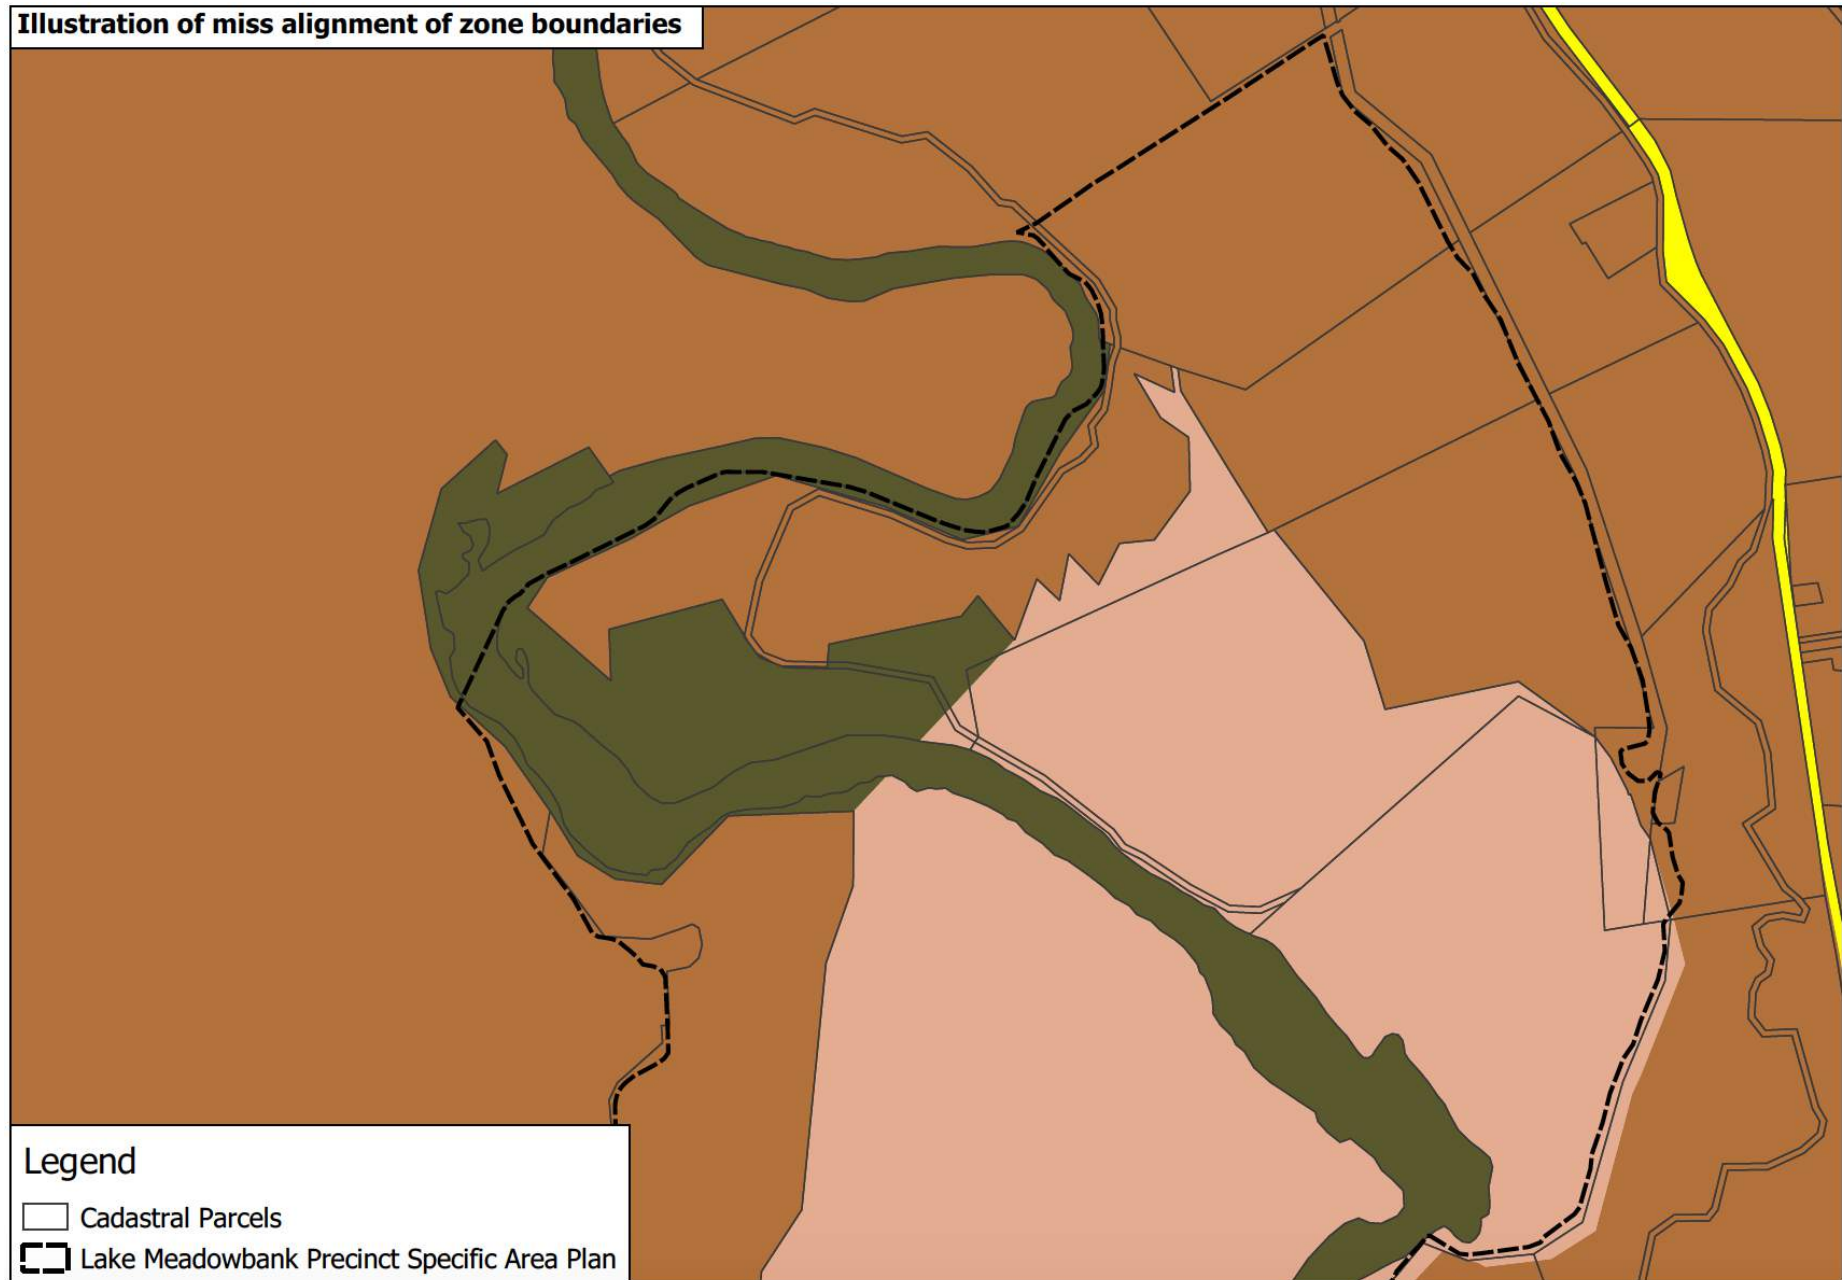 Illustration of miss alignment of zone boundaries
Legend
Cadastral Parcels
Lake Meadowbank Precinct Specific Area Plan